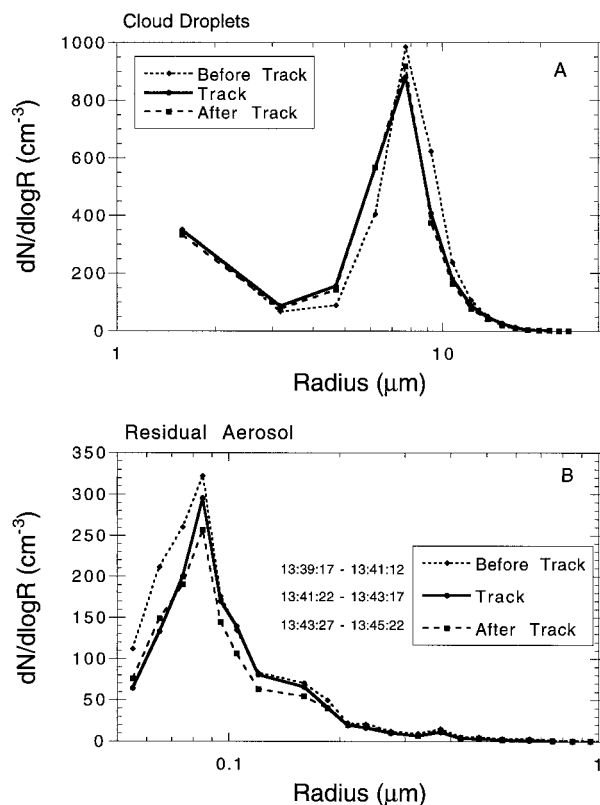 Cloud Droplets
A
Before Track
Track
After Track
1000
800
600
400
200
0
dN/dlogR (cm-3)
1
10
Radius (μm)
Residual Aerosol
B
350
300
250
200
150
100
50
0
dN/dlogR (cm-3)
13:39:17 - 13:41:12
13:41:22 - 13:43:17
13:43:27 - 13:45:22
Before Track
Track
After Track
0.1
1
Radius (μm)